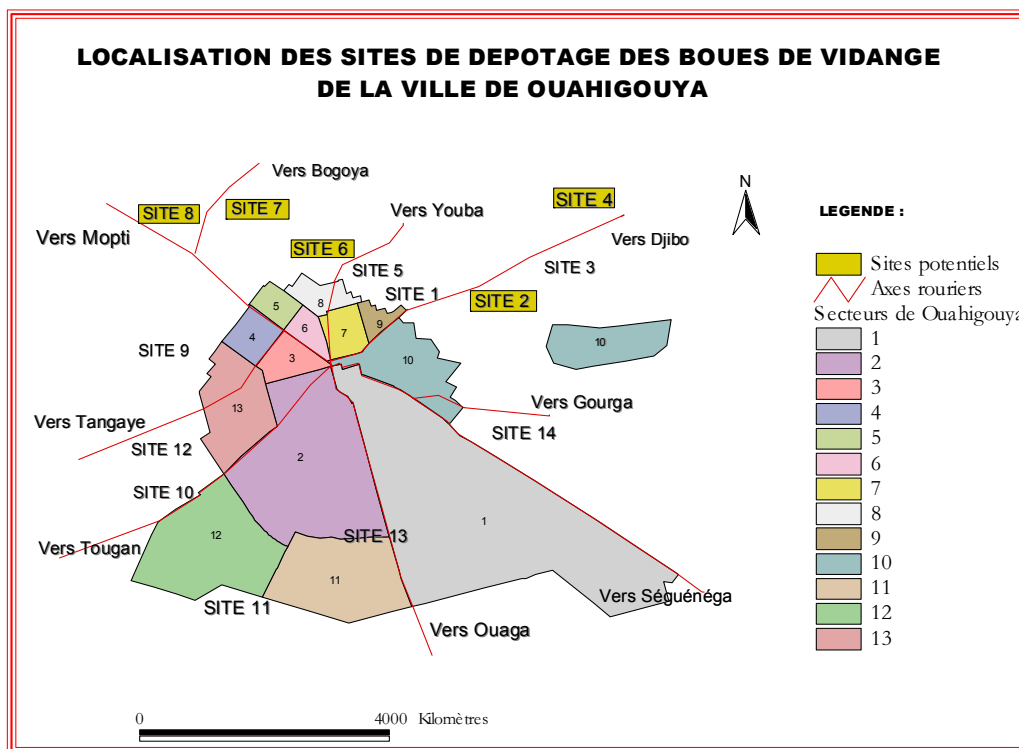 LOCALISATION DES SITES DE DEPOTAGE DES BOUES DE VIDANGE
DE LA VILLE DE OUAHIGOUYA
Vers Bogoya
SITE 8
SITE 7
SITE 4
Vers Youba
N
LEGENDE :
Vers Mopti
SITE 6
Vers Djibo
SITE 5
SITE 3
Sites potentiels
Axes rouriers
Secteurs de Ouahigouya
SITE 1
SITE 2
5
8
6
7
9
4
3
10
10
SITE 9
13
Vers Tangaye
Vers Gourga
SITE 14
SITE 12
2
SITE 10
1
12
SITE 13
Vers Tougan
11
SITE 11
Vers Séguénéga
Vers Ouaga
1
2
3
4
5
6
7
8
9
10
11
12
13
0
4000 Kilomètres